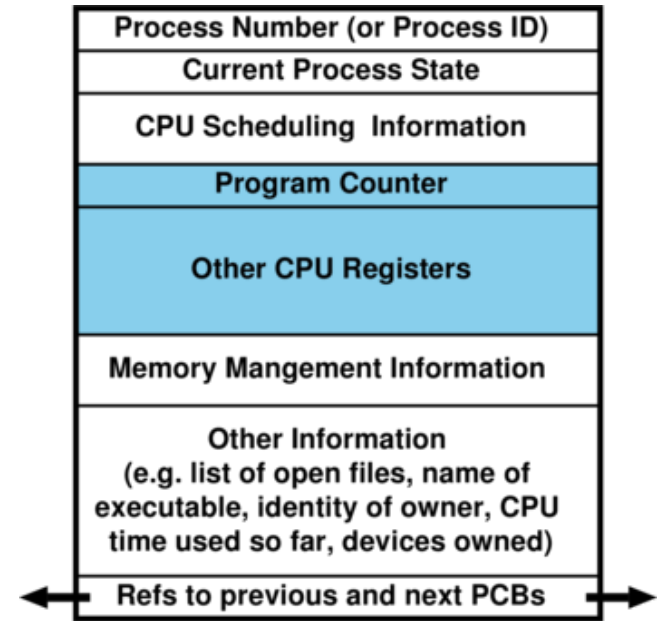 Process Number (or Process ID)
Current Process State
CPU Scheduling Information
Program Counter
Other CPU Registers
Memory Mangement Information
Other Information
(e.g. list of open files, name of
executable, identity of owner, CPU
time used so far, devices owned)
Refs to previous and next PCBs